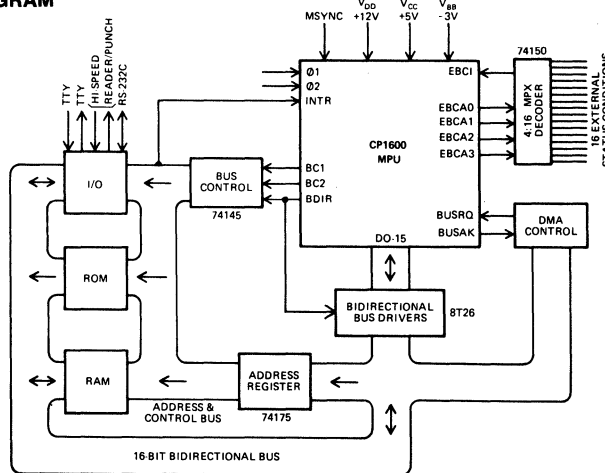 GRAM
MSYNC
VDD
+12V
VCC
+5V
VBB
-3V
TTY
TTY
HI-SPEED
READER/PUNCH
RS-232C
Ø1
Ø2
INTR
EBCI
EBCA0
EBCA1
EBCA2
EBCA3
CP1600
MPU
74150
4:16 MPX
DECODER
16 EXTERNAL
STATUS CONDITIONS
I/O
BUS
CONTROL
74145
BC1
BC2
BDIR
BUSRQ
BUSAK
DMA
CONTROL
DO-15
ROM
BIDIRECTIONAL
BUS DRIVERS
8T26
RAM
ADDRESS
REGISTER
74175
ADDRESS &
CONTROL BUS
16-BIT BIDIRECTIONAL BUS